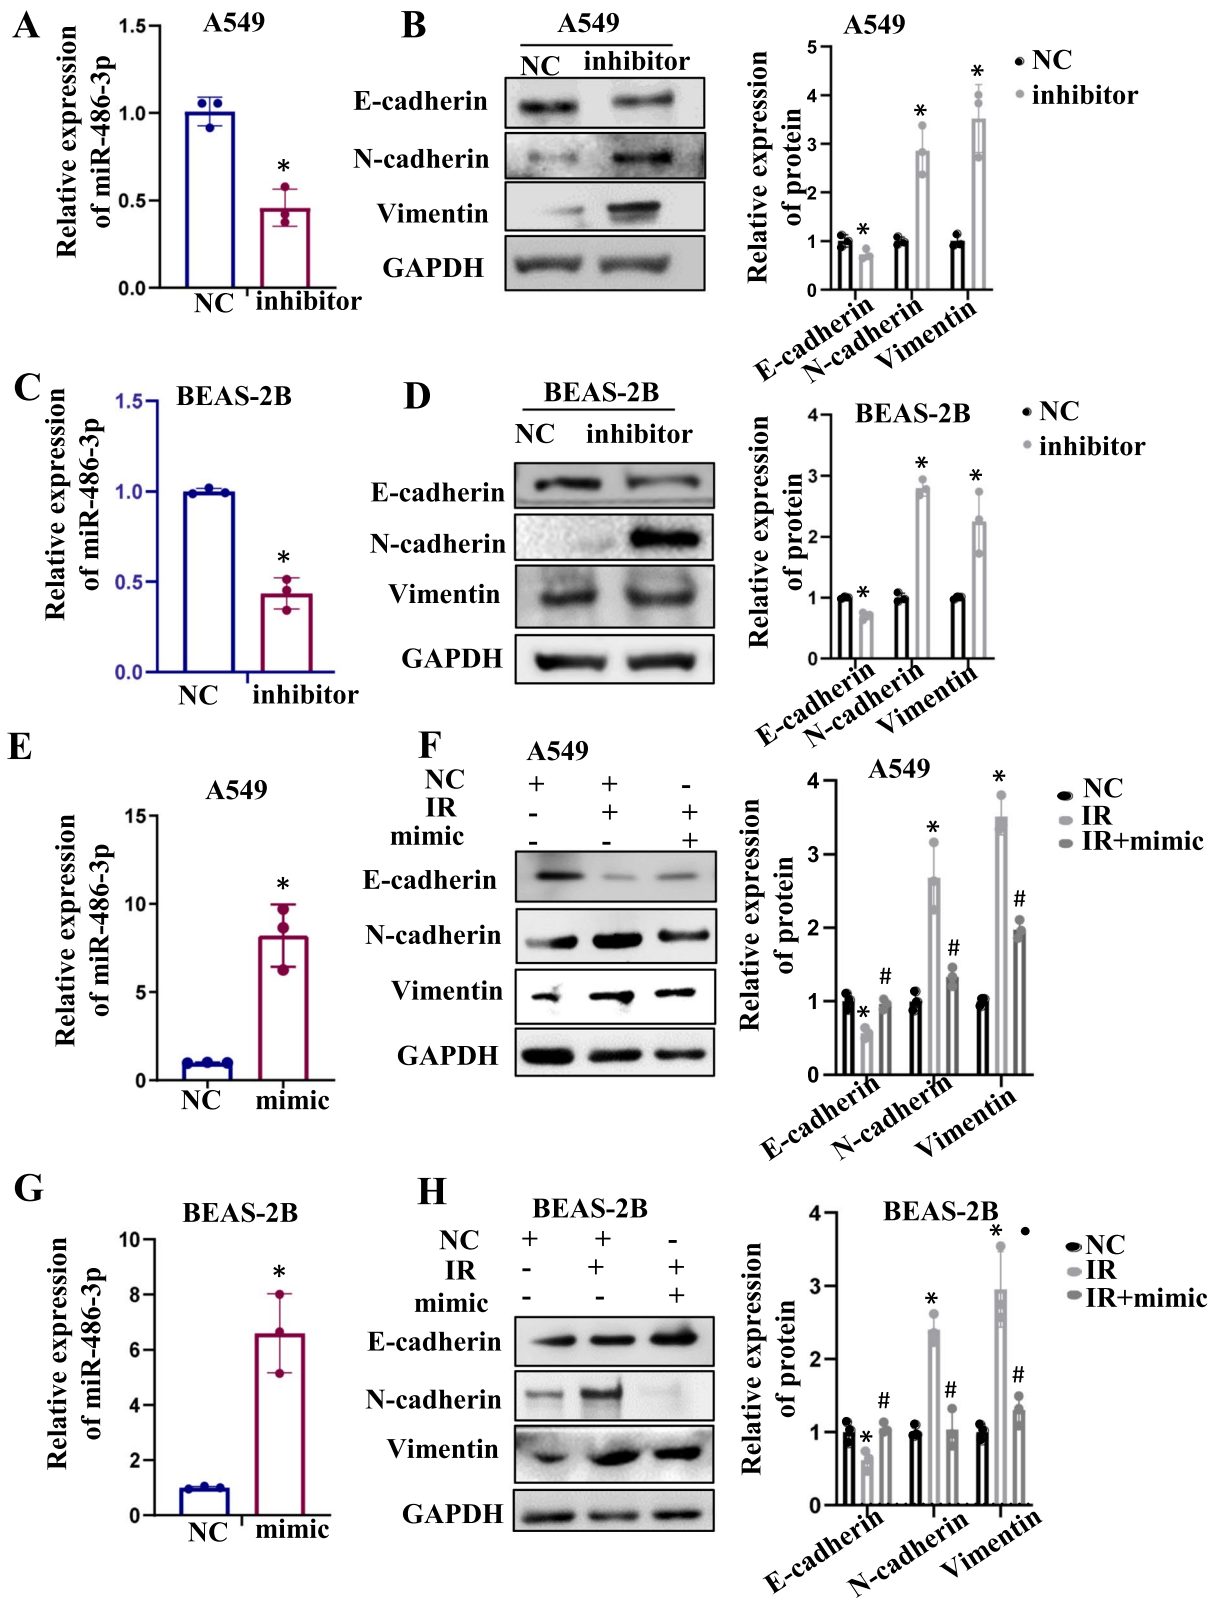 A
A549
Relative expression
of miR-486-3p
1.5
1.0
0.5
0.0
*
NC
inhibitor
B
A549
NC
inhibitor
E-cadherin
N-cadherin
Vimentin
GAPDH
A549
Relative expression
of protein
5
4
3
2
1
0
*
*
*
E-cadherin
N-cadherin
Vimentin
NC
inhibitor
C
BEAS-2B
Relative expression
of miR-486-3p
1.5
1.0
0.5
0.0
*
NC
inhibitor
D
BEAS-2B
NC
inhibitor
E-cadherin
N-cadherin
Vimentin
GAPDH
BEAS-2B
Relative expression
of protein
4
3
2
1
0
*
*
*
E-cadherin
N-cadherin
Vimentin
NC
inhibitor
E
A549
Relative expression
of miR-486-3p
15
10
5
0
*
NC
mimic
F
A549
NC + + -
IR - + +
mimic - - +
E-cadherin
N-cadherin
Vimentin
GAPDH
A549
Relative expression
of protein
4
3
2
1
0
* #
* #
* #
E-cadherin
N-cadherin
Vimentin
NC
IR
IR+mimic
G
BEAS-2B
Relative expression
of miR-486-3p
10
8
6
4
2
0
*
NC
mimic
H
BEAS-2B
NC + + -
IR - + +
mimic - - +
E-cadherin
N-cadherin
Vimentin
GAPDH
BEAS-2B
Relative expression
of protein
4
3
2
1
0
* #
* #
* #
E-cadherin
N-cadherin
Vimentin
NC
IR
IR+mimic